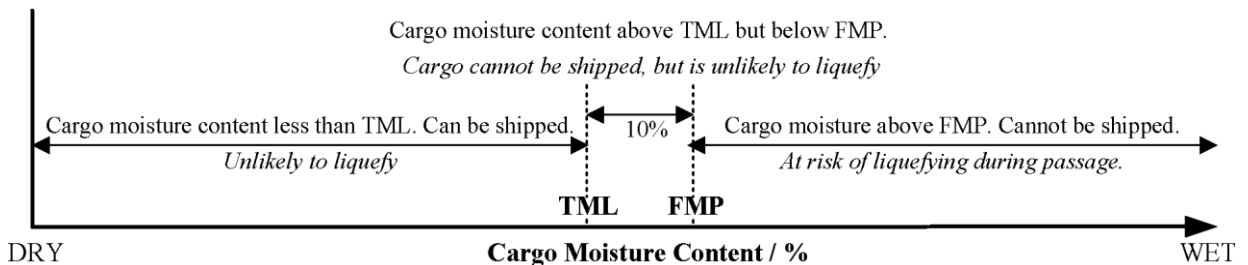 Cargo moisture content above TML but below FMP.
Cargo cannot be shipped, but is unlikely to liquefy
Cargo moisture content less than TML. Can be shipped.
Unlikely to liquefy
10%
Cargo moisture above FMP. Cannot be shipped.
At risk of liquefying during passage.
TML
FMP
DRY
Cargo Moisture Content / %
WET